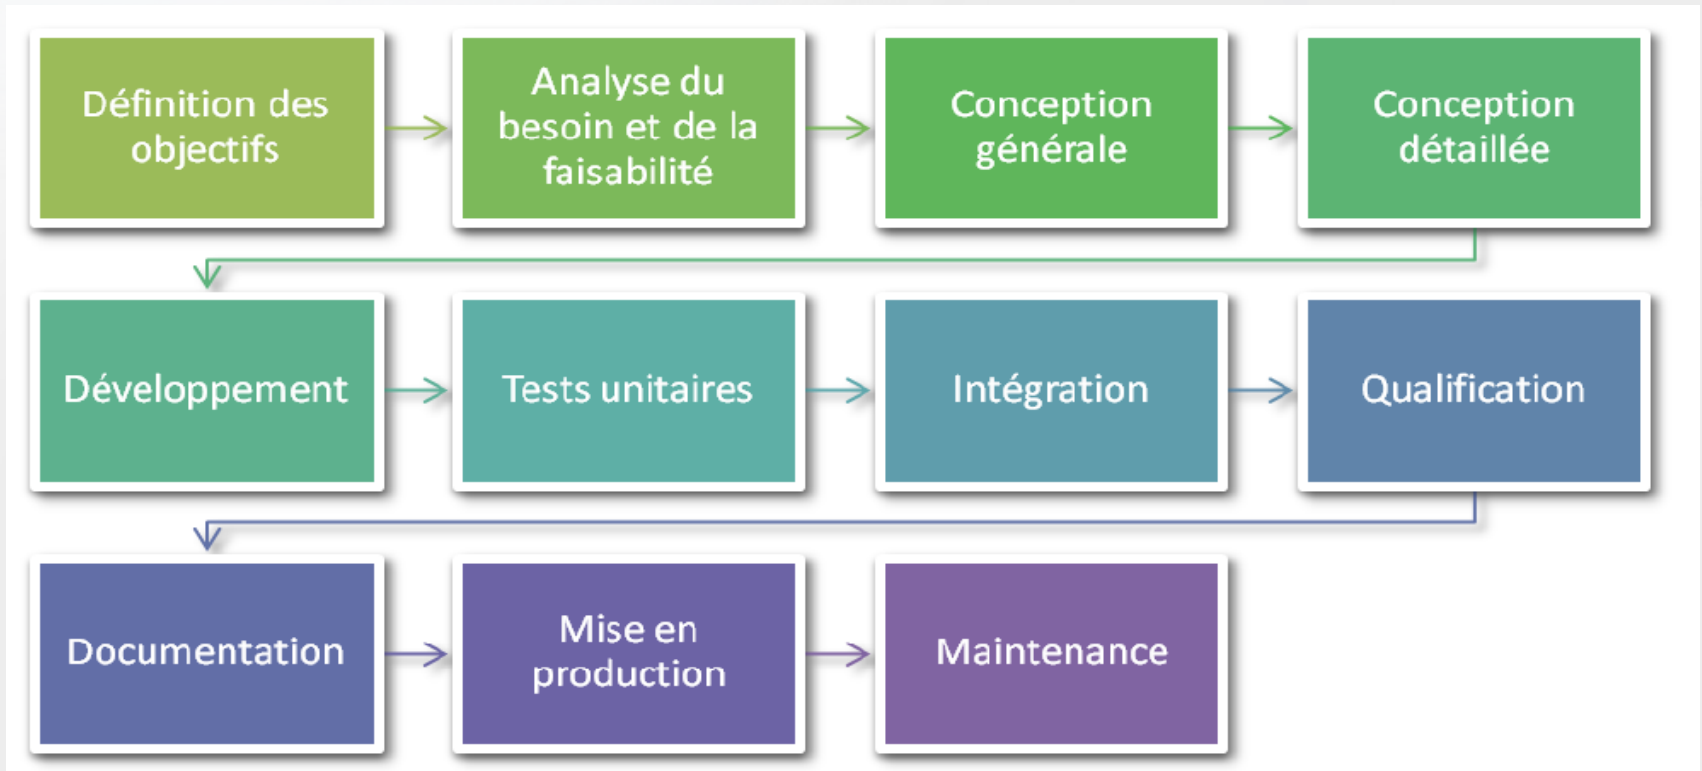 Définition des
objectifs
Analyse du
besoin et de la
faisabilité
Conception
générale
Conception
détaillée
Développement
Tests unitaires
Intégration
Qualification
Documentation
Mise en
production
Maintenance